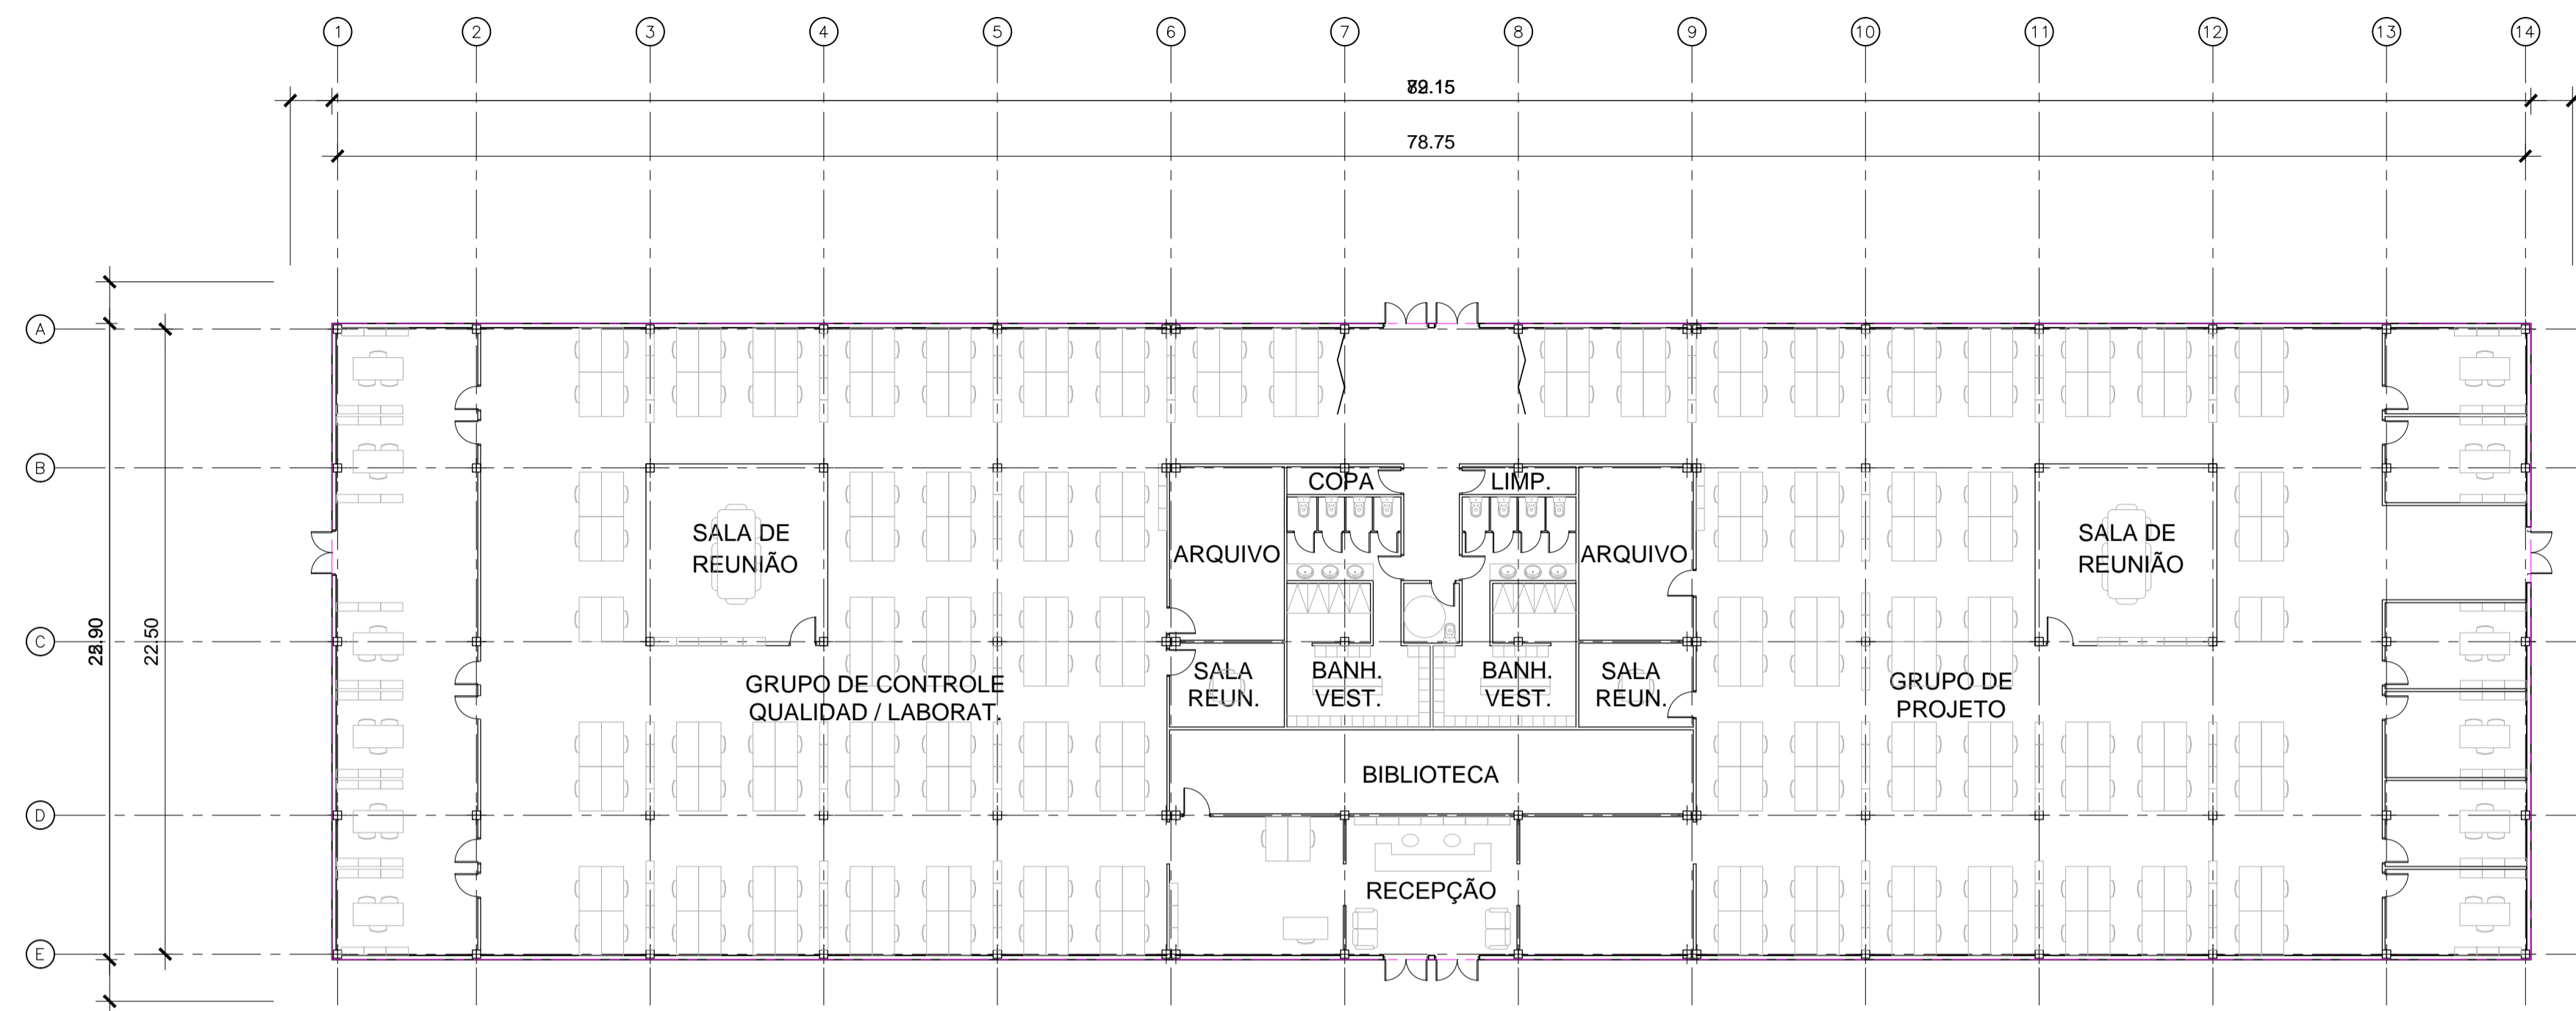 1 2 3 4 5 6 7 8 9 10 11 12 13 14
78.75
A
B
COPA LIMP.
SALA DE
REUNIÃO
ARQUIVO
ARQUIVO
SALA DE
REUNIÃO
22.50
C
SALA
REUN.
BANH.
VEST.
BANH.
VEST.
SALA
REUN.
GRUPO DE CONTROLE
QUALIDAD / LABORAT.
GRUPO DE
PROJETO
BIBLIOTECA
D
RECEPÇÃO
E